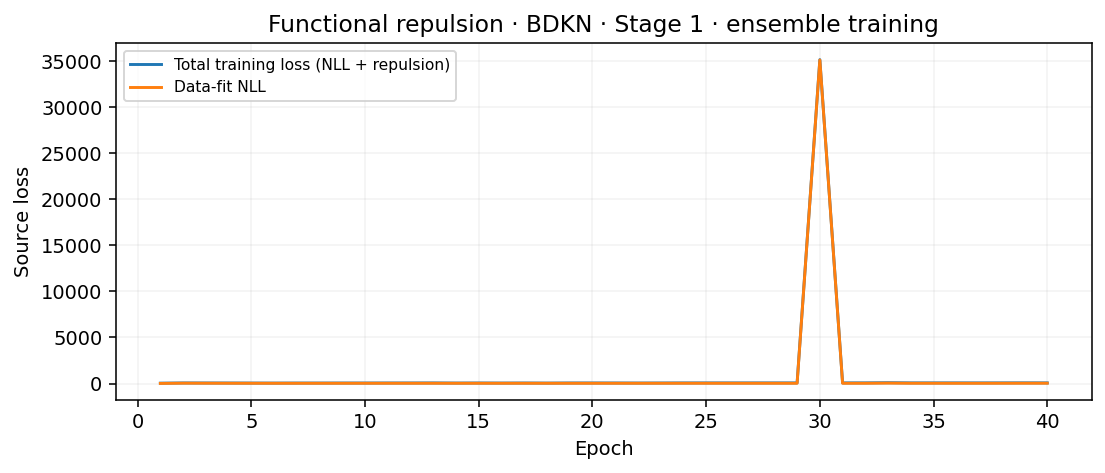 Functional repulsion · BDKN · Stage 1 · ensemble training
Total training loss (NLL + repulsion)
Data-fit NLL
35000
30000
25000
20000
15000
10000
5000
0
Source loss
0 5 10 15 20 25 30 35 40
Epoch